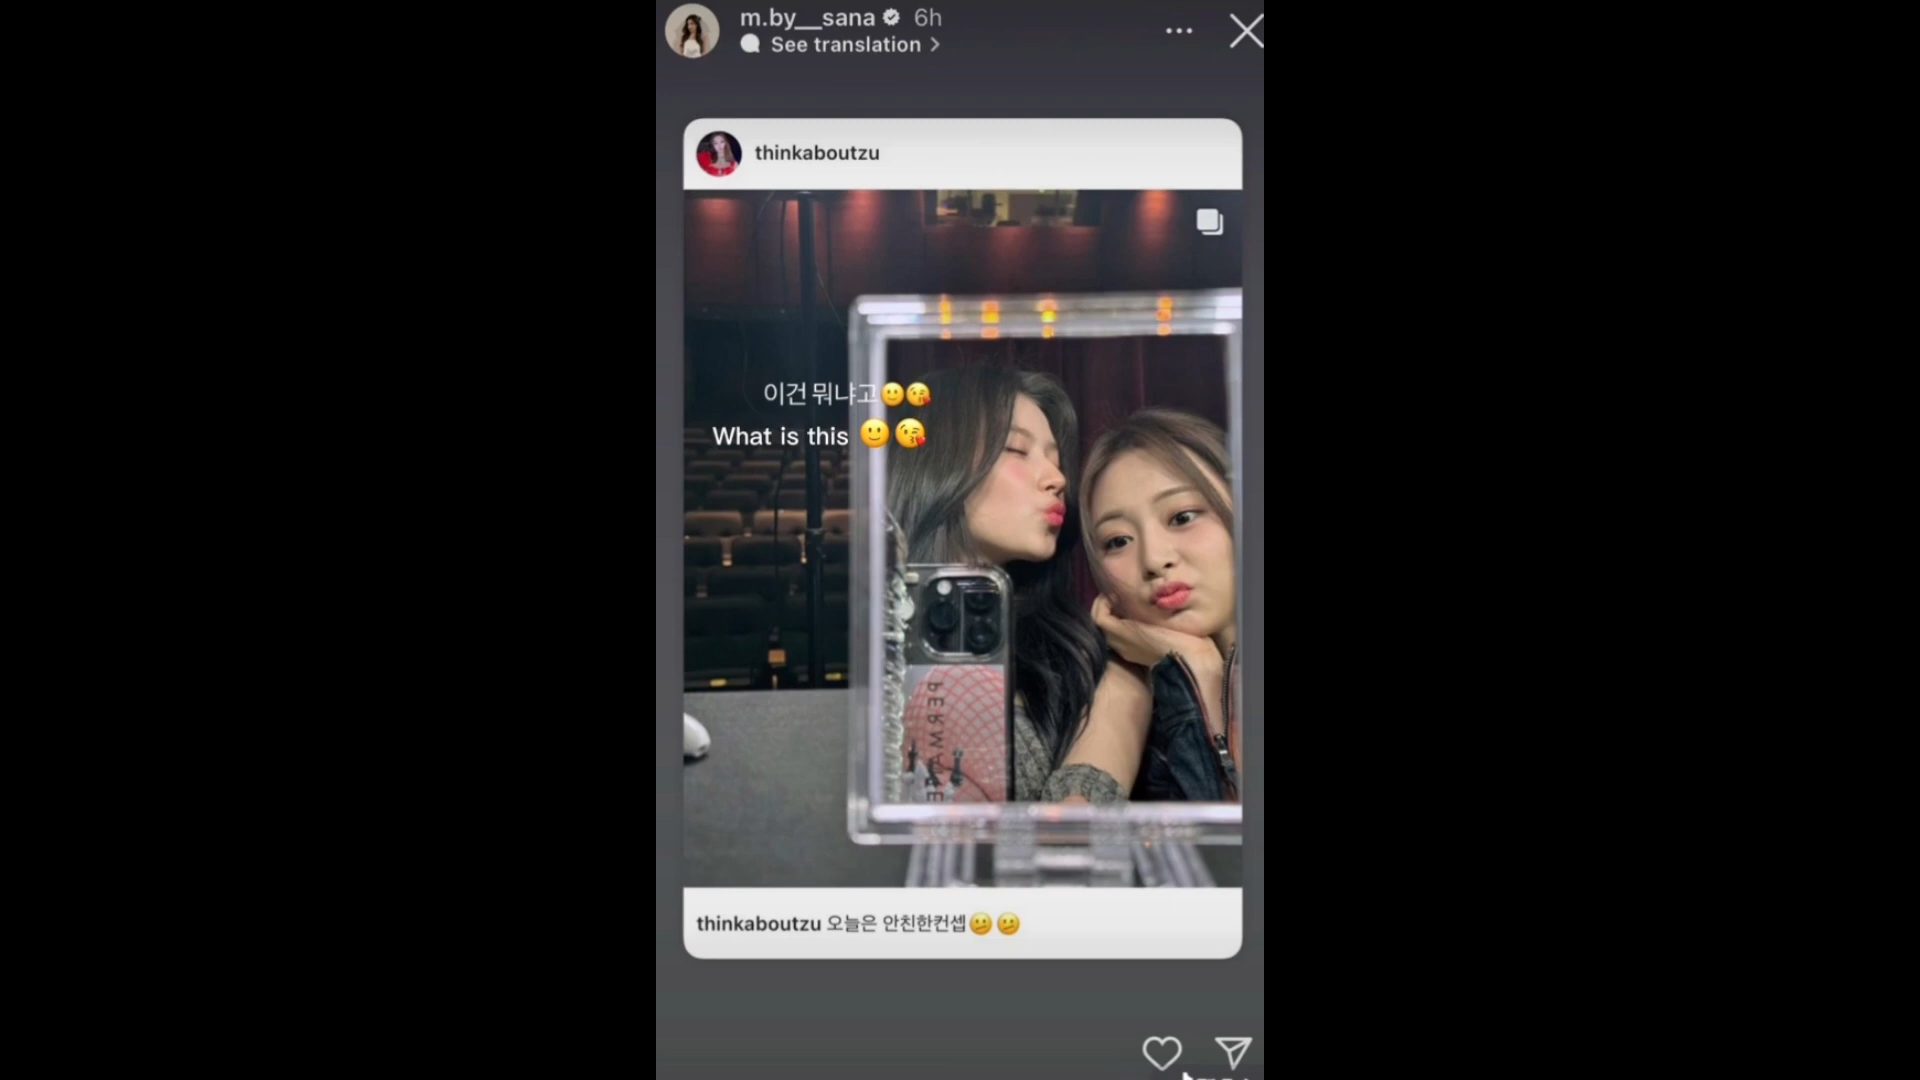 m.by__sana 6h
See translation
thinkaboutzu
이건 뭐냐고🙂😘
What is this 🙂😘
thinkaboutzu 오늘은 안친한컨셉🫤🫤